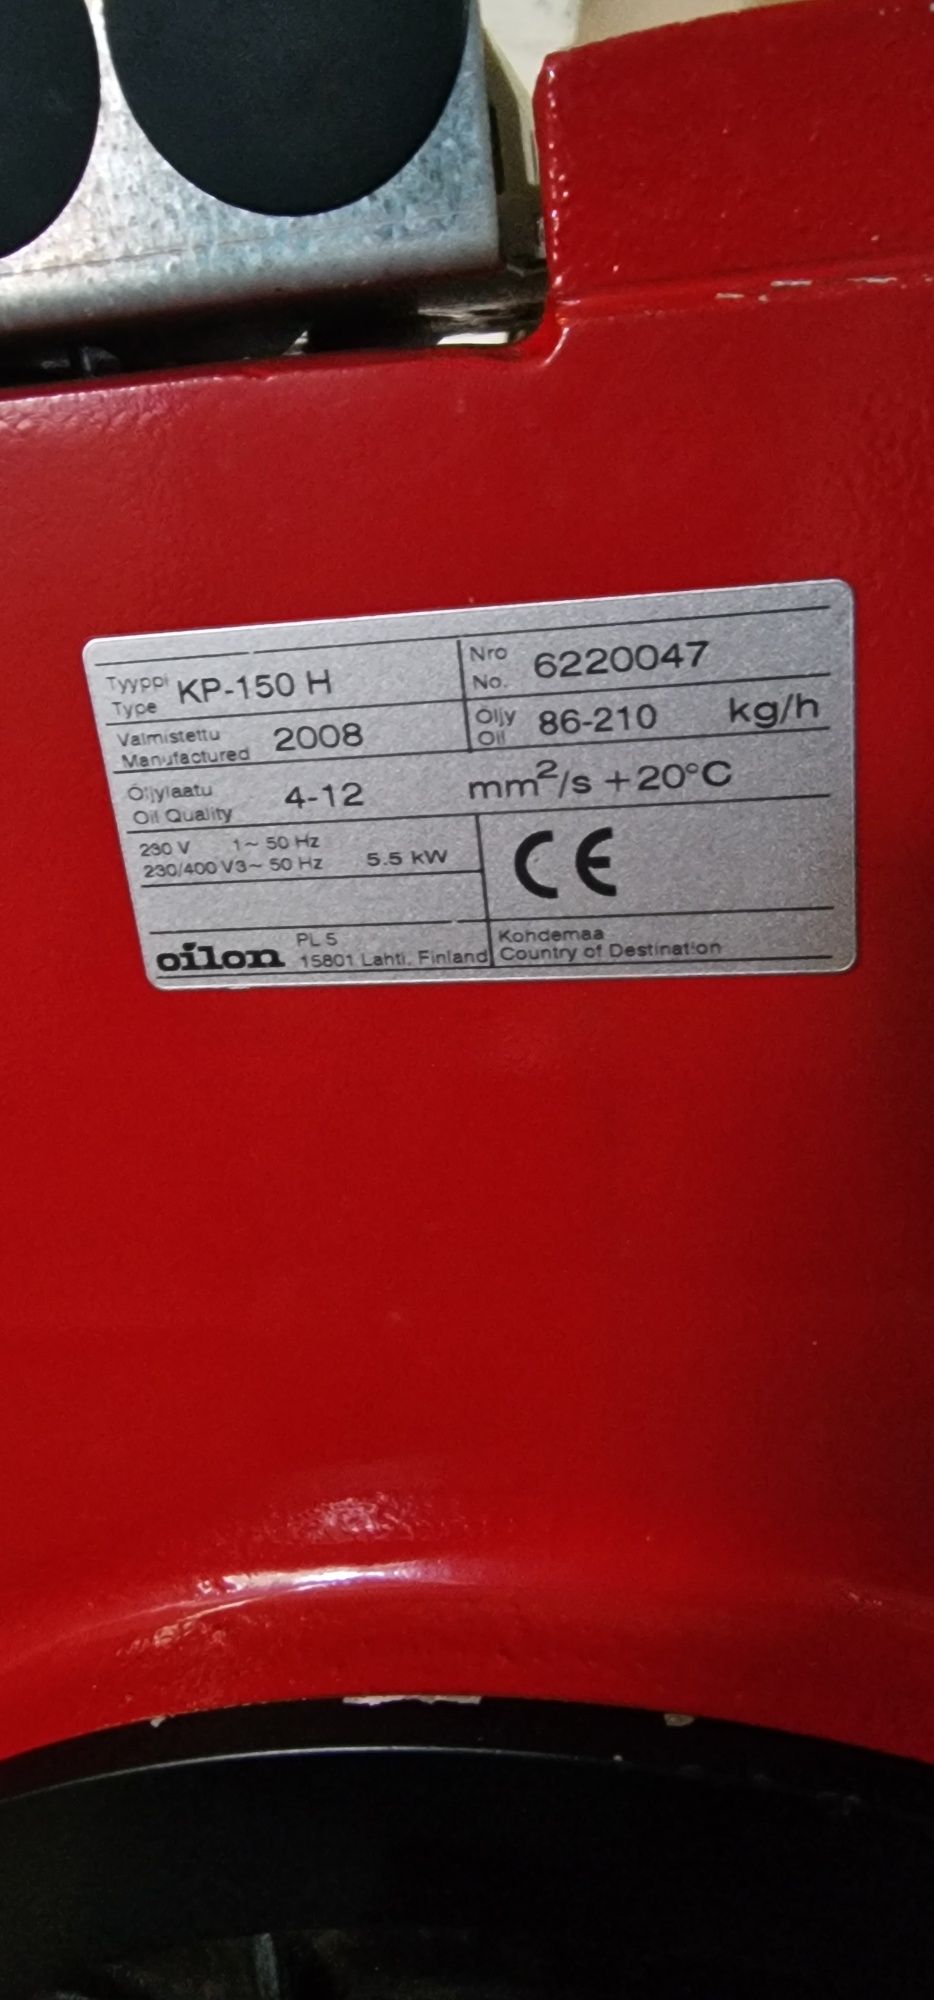 Tyyppi
Type KP-150 H
Nro
No. 6220047
Valmistettu
Manufactured 2008
Öljy
Oil 86-210 kg/h
Öljylaatu
Oil Quality 4-12 mm²/s +20°C
230 V 1~ 50 Hz
230/400 V3~ 50 Hz 5.5 kW
CE
oilon PL 5
15801 Lahti, Finland
Kohdemaa
Country of Destination